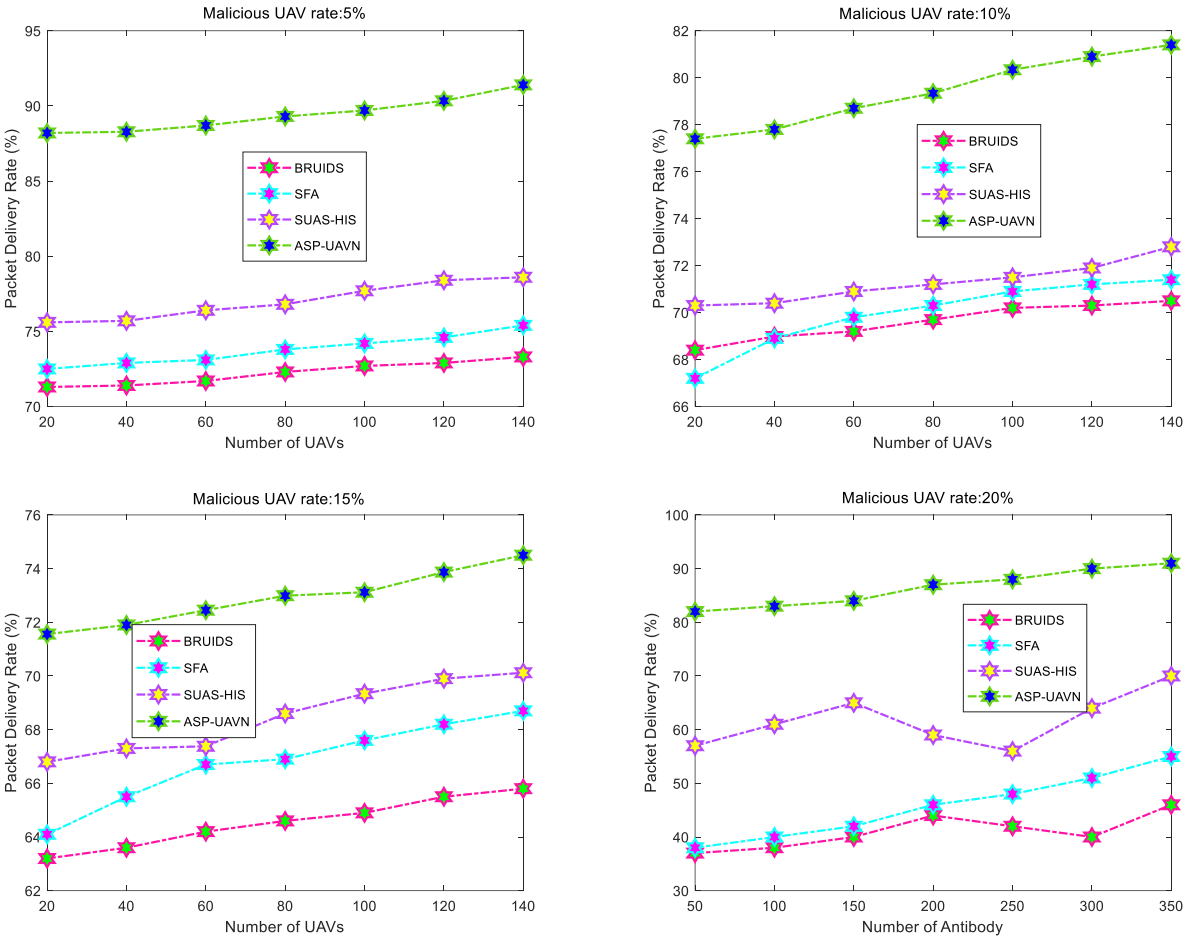 Malicious UAV rate:5%
95
90
85
80
75
70
Packet Delivery Rate (%)
BRUIDS
SFA
SUAS-HIS
ASP-UAVN
20 40 60 80 100 120 140
Number of UAVs
Malicious UAV rate:10%
82
80
78
76
74
72
70
68
66
Packet Delivery Rate (%)
BRUIDS
SFA
SUAS-HIS
ASP-UAVN
20 40 60 80 100 120 140
Number of UAVs
Malicious UAV rate:15%
76
74
72
70
68
66
64
62
Packet Delivery Rate (%)
BRUIDS
SFA
SUAS-HIS
ASP-UAVN
20 40 60 80 100 120 140
Number of UAVs
Malicious UAV rate:20%
100
90
80
70
60
50
40
30
Packet Delivery Rate (%)
BRUIDS
SFA
SUAS-HIS
ASP-UAVN
50 100 150 200 250 300 350
Number of Antibody